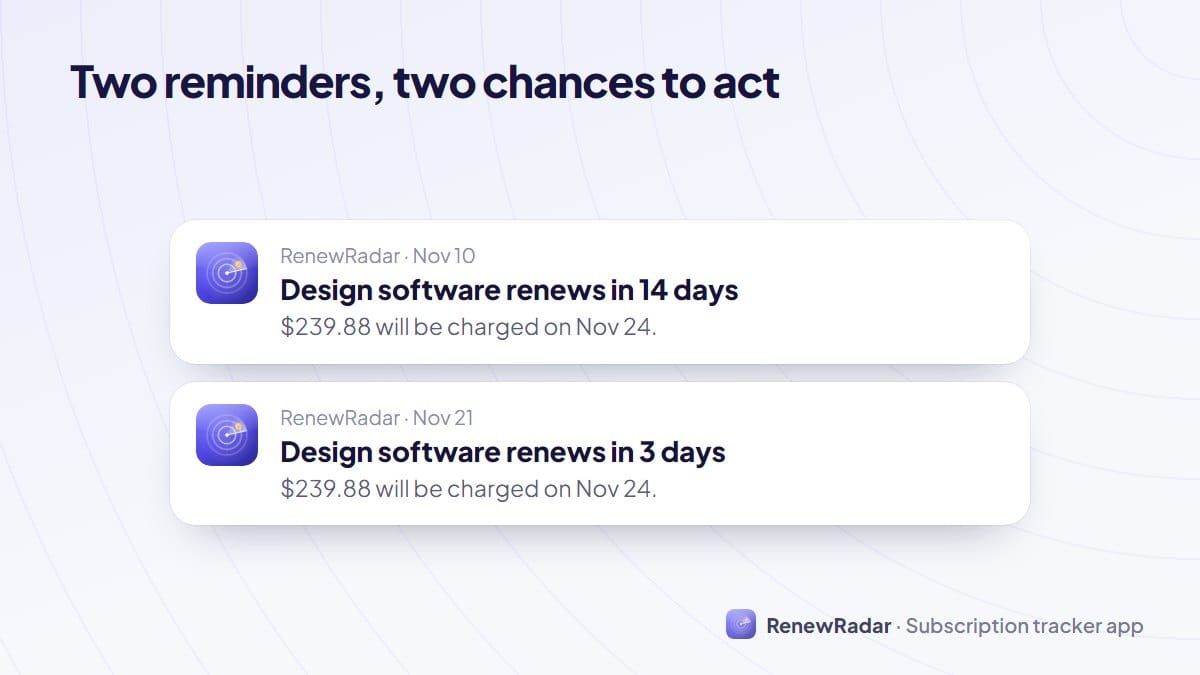 Two reminders, two chances to act
RenewRadar · Nov 10
Design software renews in 14 days
$239.88 will be charged on Nov 24.
RenewRadar · Nov 21
Design software renews in 3 days
$239.88 will be charged on Nov 24.
RenewRadar · Subscription tracker app